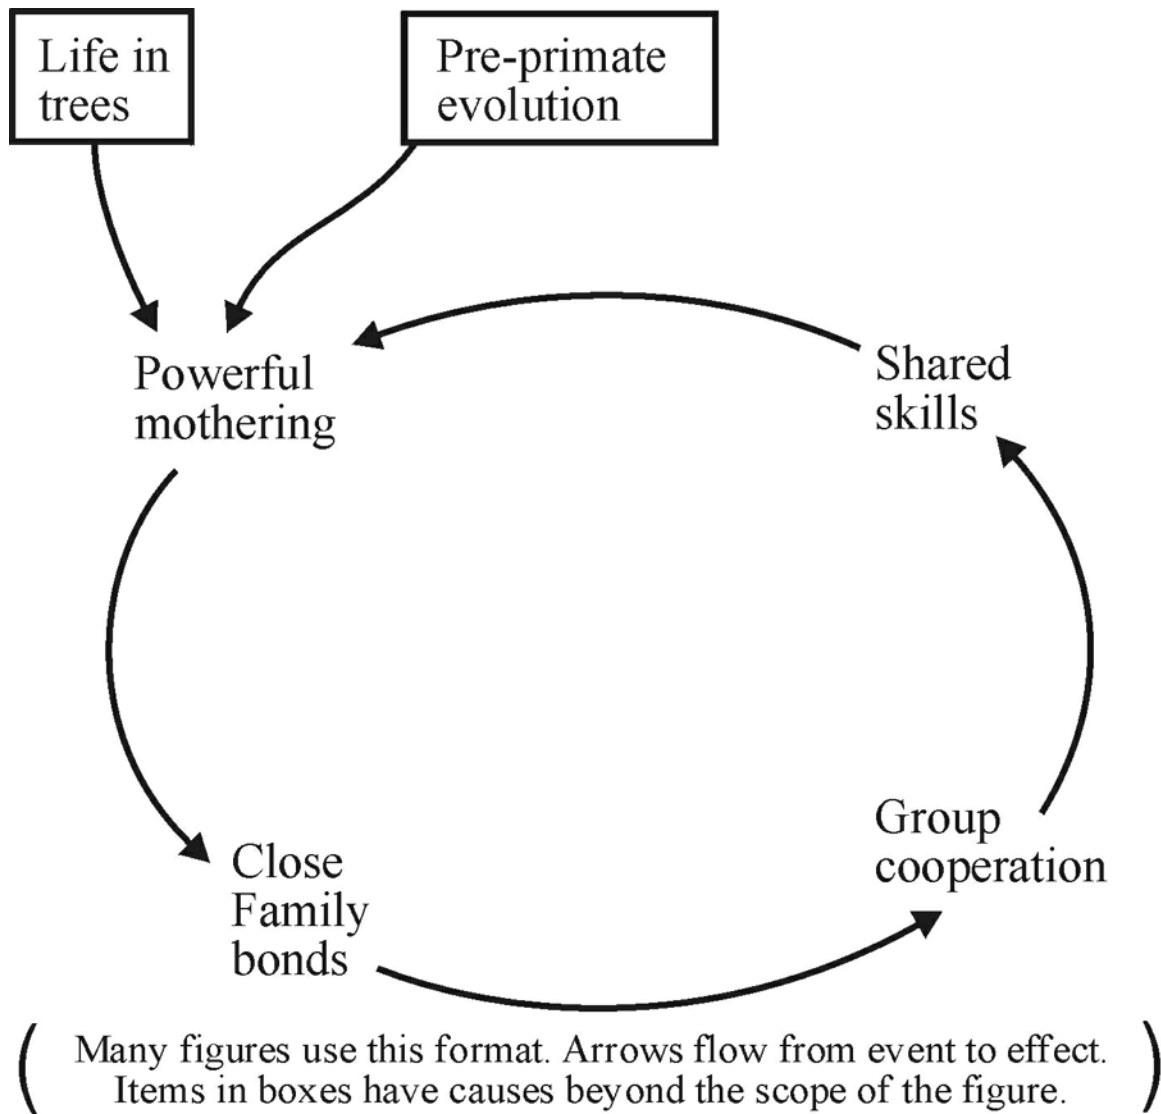 Life in
trees
Pre-primate
evolution
Powerful
mothering
Shared
skills
Close
Family
bonds
Group
cooperation
( Many figures use this format. Arrows flow from event to effect.
Items in boxes have causes beyond the scope of the figure. )